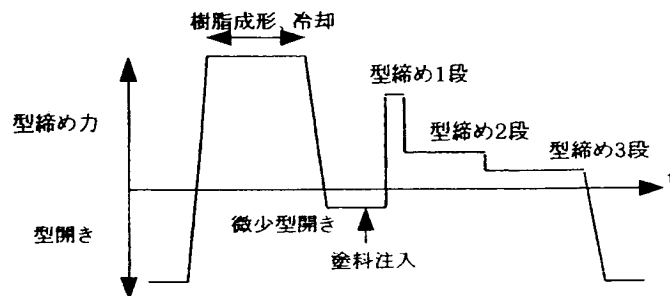 樹脂成形、冷却
型締め1段
型締め力
型締め2段
型締め3段
t
型開き
微少型開き
塗料注入